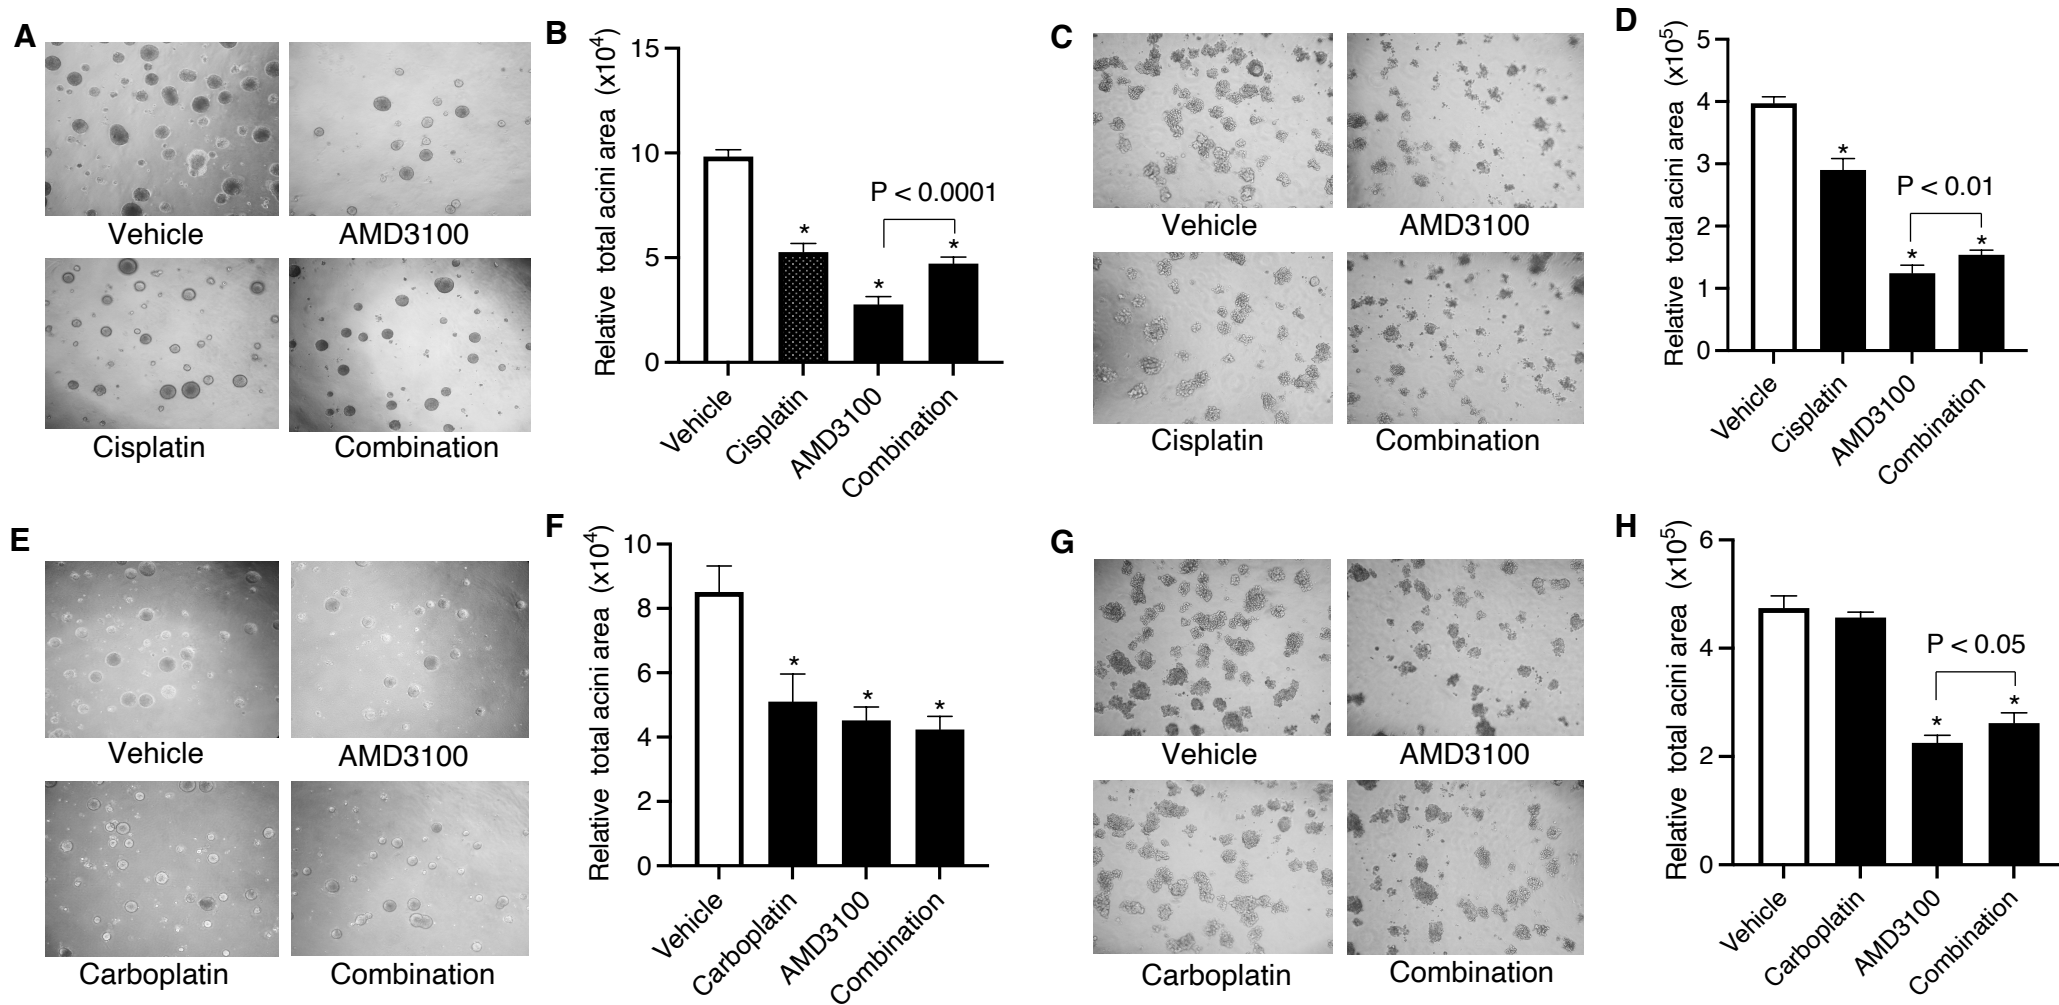 A
Vehicle
AMD3100
Cisplatin
Combination
B
Relative total acini area (x10⁴)
15
10
5
0
P < 0.0001
*
*
*
Vehicle
Cisplatin
AMD3100
Combination
C
Vehicle
AMD3100
Cisplatin
Combination
D
Relative total acini area (x10⁵)
5
4
3
2
1
0
P < 0.01
*
*
*
Vehicle
Cisplatin
AMD3100
Combination
E
Vehicle
AMD3100
Carboplatin
Combination
F
Relative total acini area (x10⁴)
10
8
6
4
2
0
*
*
*
Vehicle
Carboplatin
AMD3100
Combination
G
Vehicle
AMD3100
Carboplatin
Combination
H
Relative total acini area (x10⁵)
6
4
2
0
P < 0.05
*
*
Vehicle
Carboplatin
AMD3100
Combination